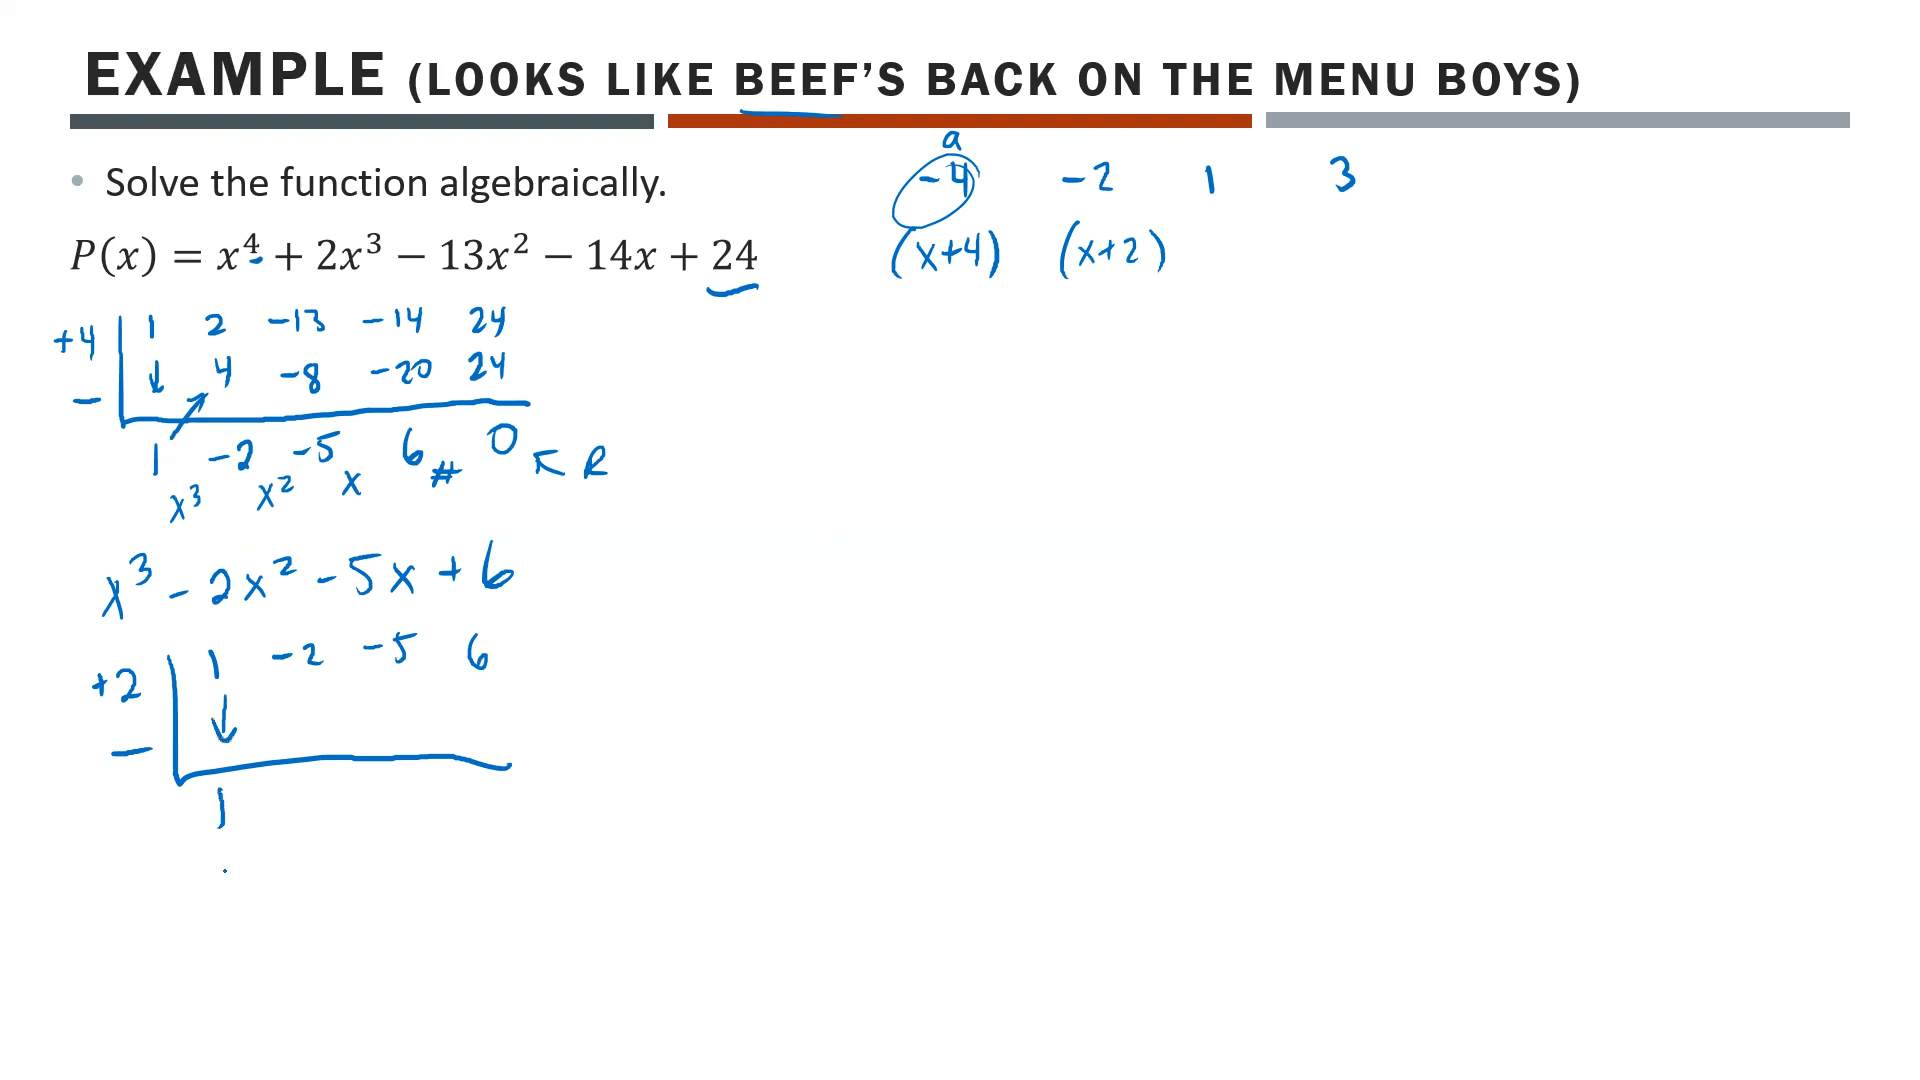 EXAMPLE (LOOKS LIKE BEEF’S BACK ON THE MENU BOYS)
• Solve the function algebraically.
P(x) = x⁴ + 2x³ − 13x² − 14x + 24
a
-4 -2 1 3
(x+4) (x+2)
+4 1 2 -13 -14 24
- ↓ 4 -8 -20 24
1 -2 -5 6 0 ↖ R
x³ x² x #
x³ - 2x² - 5x + 6
+2 1 -2 -5 6
- ↓
1